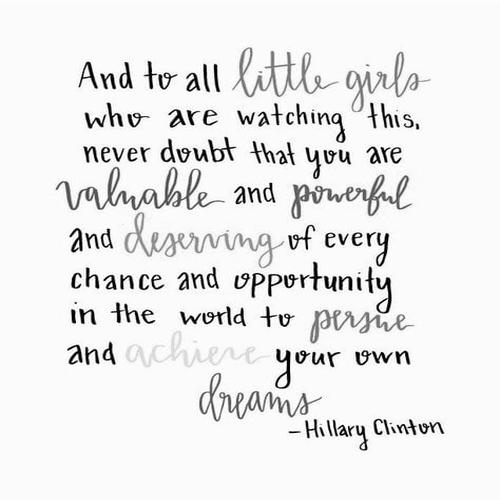 And to all little girls
who are watching this,
never doubt that you are
valuable and powerful
and deserving of every
chance and opportunity
in the world to persue
and achieve your own
dreams
- Hillary Clinton